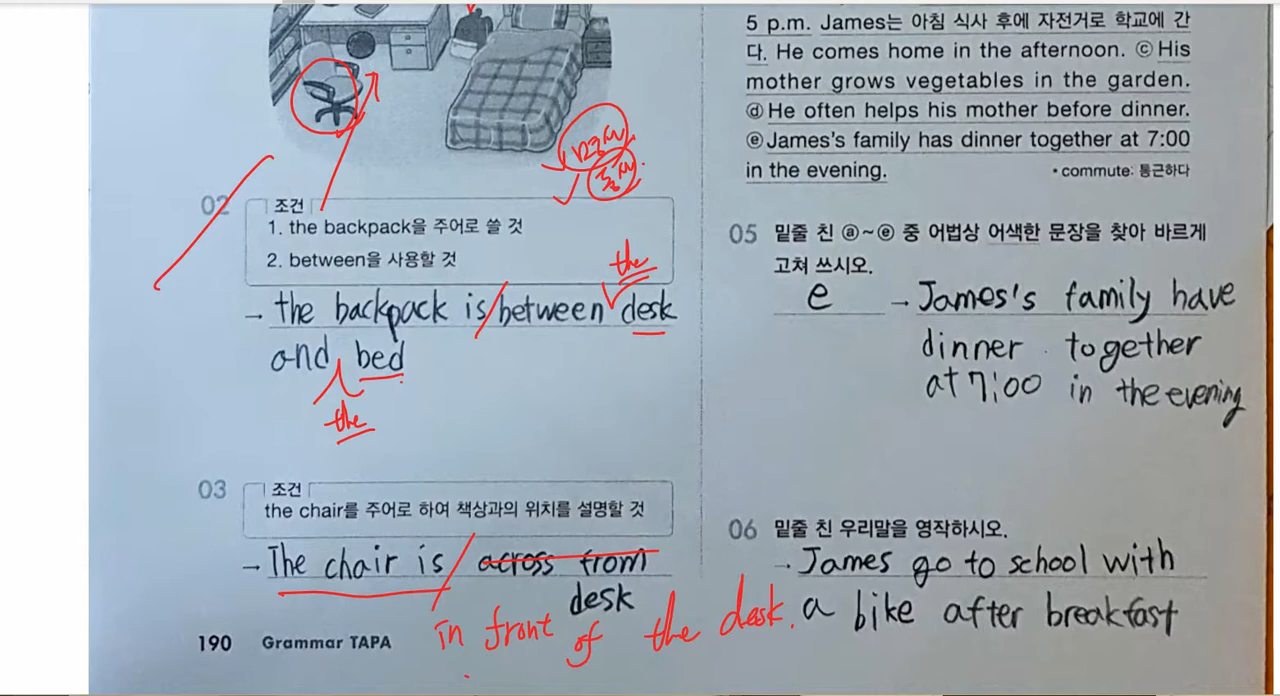 02
조건
1. the backpack을 주어로 쓸 것
2. between을 사용할 것
the
→ the backpack is between desk
and bed
the
03
조건
the chair를 주어로 하여 책상과의 위치를 설명할 것
→ The chair is across from
desk
in front of the desk.
190 Grammar TAPA
5 p.m. James는 아침 식사 후에 자전거로 학교에 간
다. He comes home in the afternoon. ⓒ His
mother grows vegetables in the garden.
ⓓ He often helps his mother before dinner.
ⓔ James's family has dinner together at 7:00
in the evening.
• commute: 통근하다
05 밑줄 친 ⓐ~ⓔ 중 어법상 어색한 문장을 찾아 바르게
고쳐 쓰시오.
e → James's family have
dinner together
at 7:00 in the evening
06 밑줄 친 우리말을 영작하시오.
→ James go to school with
a bike after breakfast